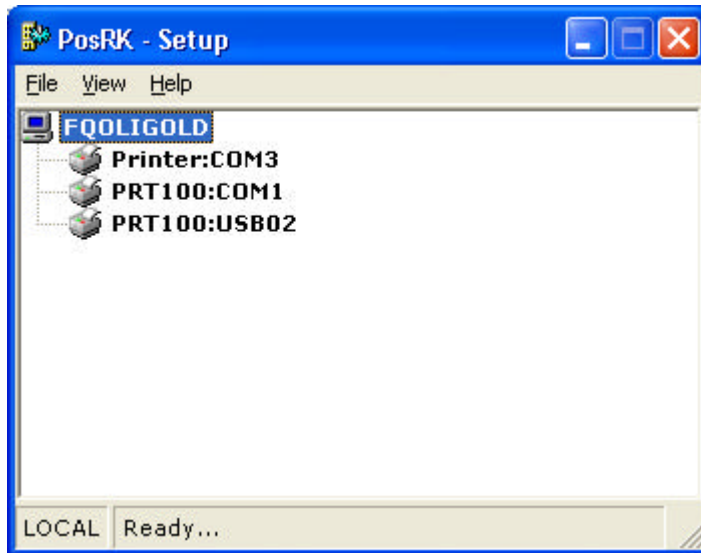 PosRK - Setup
File View Help
FQOLIGOLD
Printer:COM3
PRT100:COM1
PRT100:USB02
LOCAL Ready...